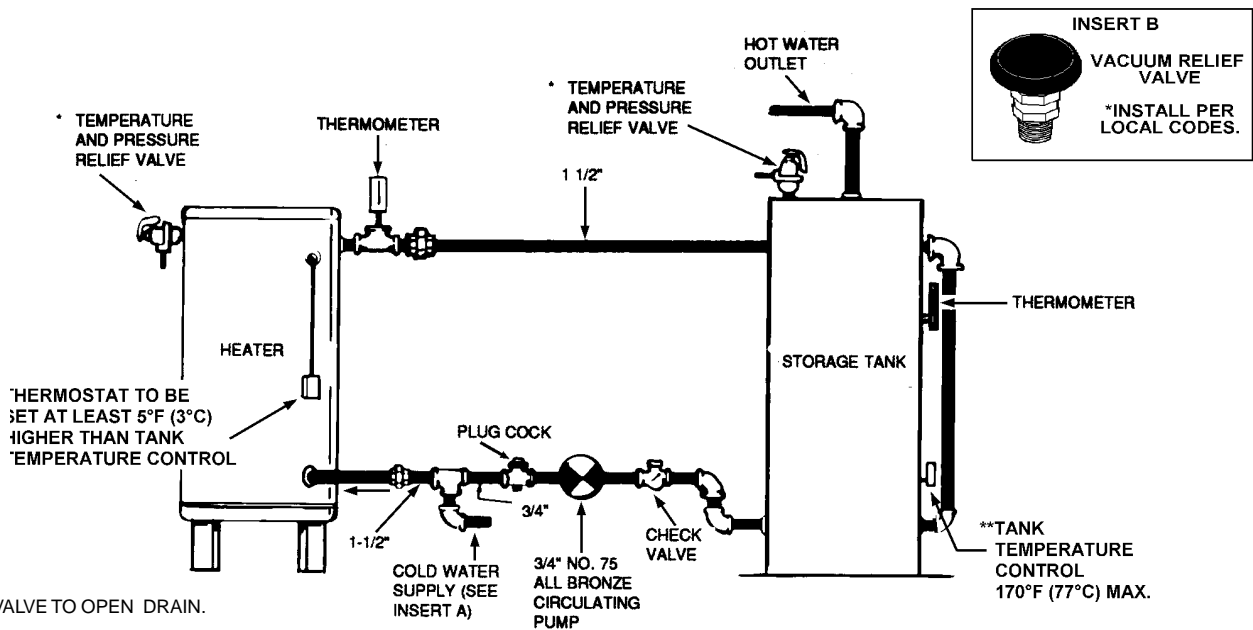 INSERT B
VACUUM RELIEF
VALVE
*INSTALL PER
LOCAL CODES.
HOT WATER
OUTLET
* TEMPERATURE
AND PRESSURE
RELIEF VALVE
* TEMPERATURE
AND PRESSURE
RELIEF VALVE
THERMOMETER
1 1/2"
THERMOMETER
HEATER
STORAGE TANK
THERMOSTAT TO BE
SET AT LEAST 5°F (3°C)
HIGHER THAN TANK
TEMPERATURE CONTROL
PLUG COCK
3/4"
1-1/2"
COLD WATER
SUPPLY (SEE
INSERT A)
3/4" NO. 75
ALL BRONZE
CIRCULATING
PUMP
CHECK
VALVE
**TANK
TEMPERATURE
CONTROL
170°F (77°C) MAX.
VALVE TO OPEN DRAIN.